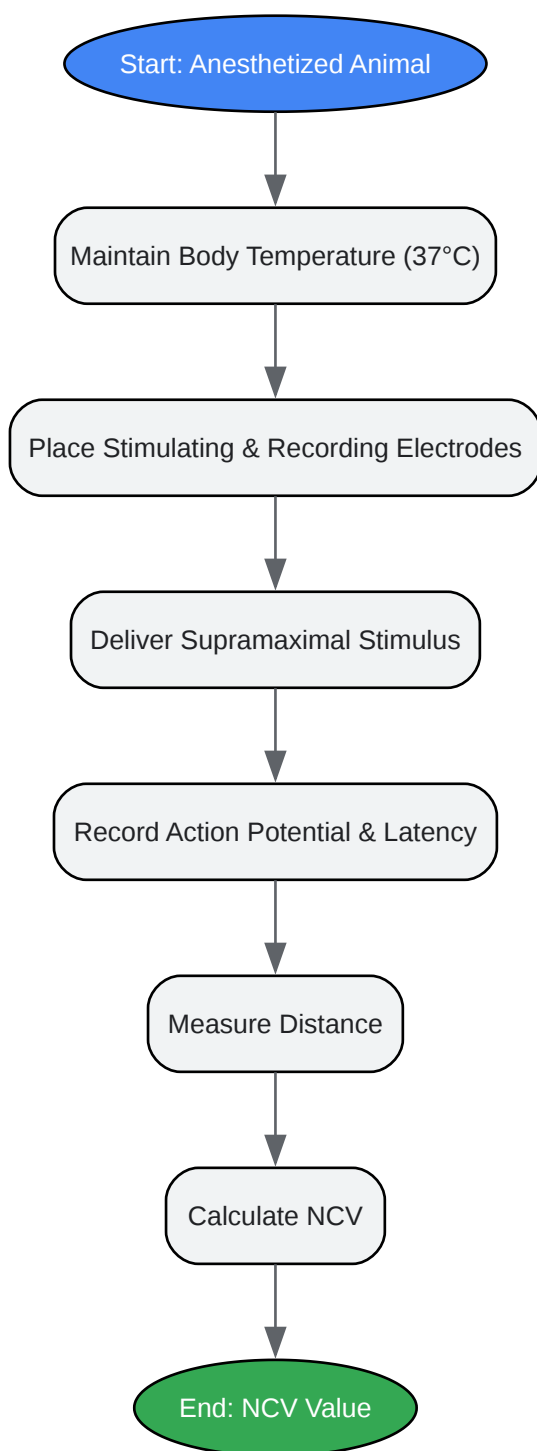 Start: Anesthetized Animal
Maintain Body Temperature (37°C)
Place Stimulating & Recording Electrodes
Deliver Supramaximal Stimulus
Record Action Potential & Latency
Measure Distance
Calculate NCV
End: NCV Value